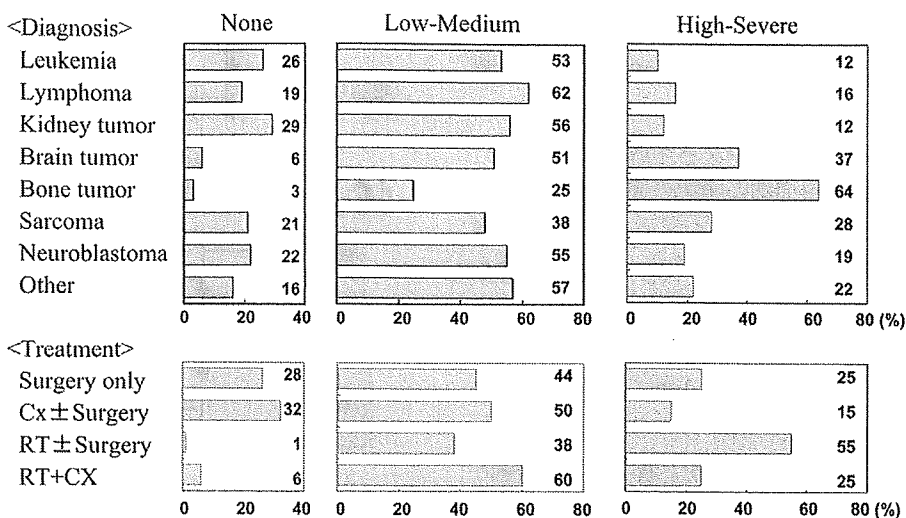 <Diagnosis> None Low-Medium High-Severe
Leukemia 26 53 12
Lymphoma 19 62 16
Kidney tumor 29 56 12
Brain tumor 6 51 37
Bone tumor 3 25 64
Sarcoma 21 38 28
Neuroblastoma 22 55 19
Other 16 57 22
0 20 40 0 20 40 60 80 0 20 40 60 80 (%)
<Treatment>
Surgery only 28 44 25
Cx±Surgery 32 50 15
RT±Surgery 1 38 55
RT+CX 6 60 25
0 20 40 0 20 40 60 80 0 20 40 60 80 (%)